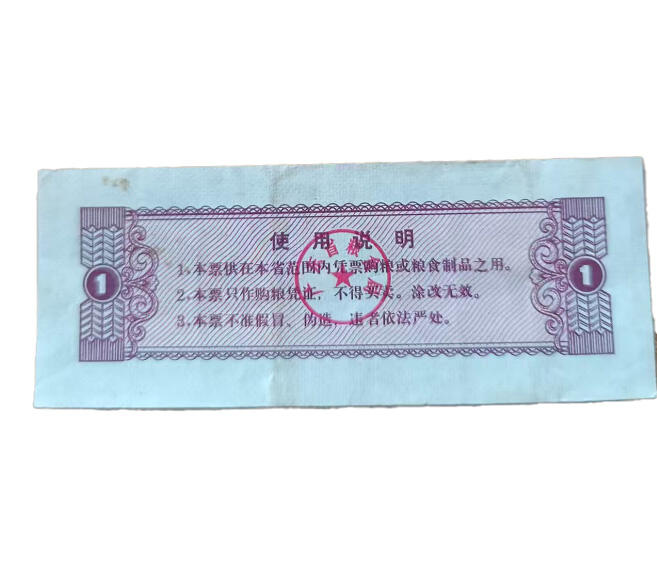 使用说明
1、本票供在本省范围内凭票购粮或粮食制品之用。
2、本票只作购粮凭证，不得买卖。涂改无效。
3、本票不准假冒、伪造，违者依法严处。
1
1